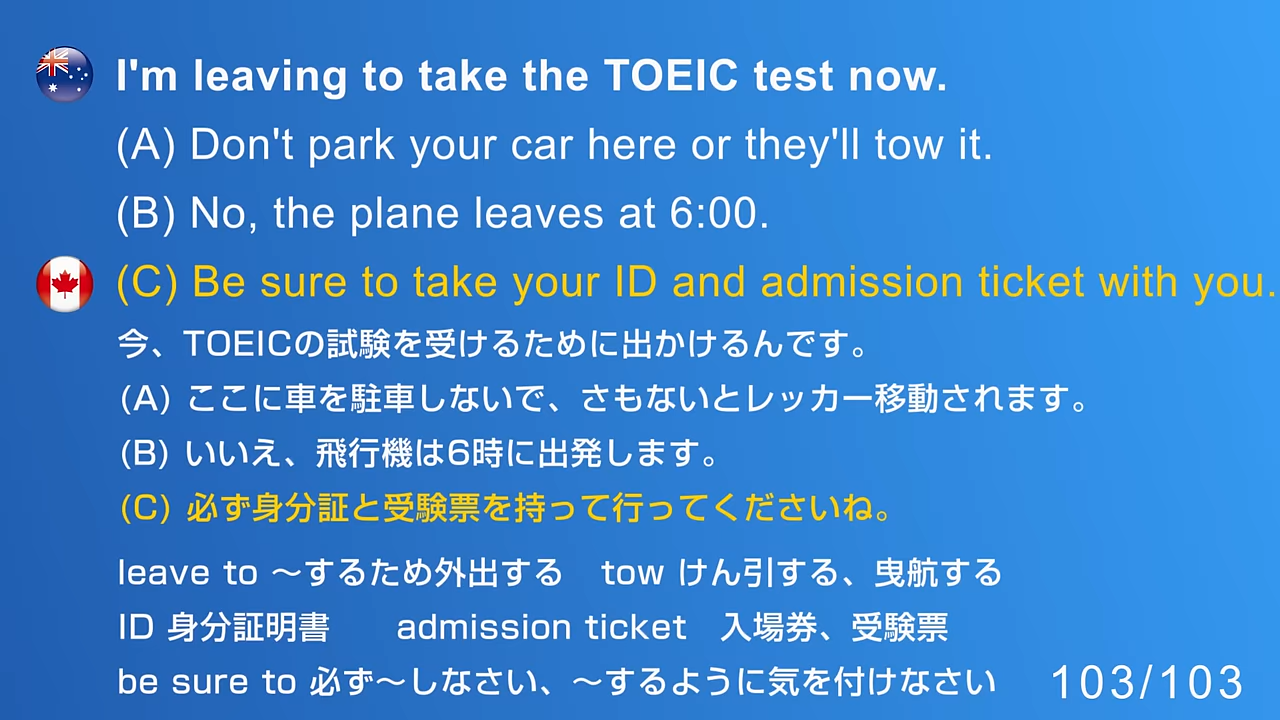 I'm leaving to take the TOEIC test now.
(A) Don't park your car here or they'll tow it.
(B) No, the plane leaves at 6:00.
(C) Be sure to take your ID and admission ticket with you.
今、TOEICの試験を受けるために出かけるんです。
(A) ここに車を駐車しないで、さもないとレッカー移動されます。
(B) いいえ、飛行機は6時に出発します。
(C) 必ず身分証と受験票を持って行ってくださいね。
leave to ～するため外出する　tow けん引する、曳航する
ID 身分証明書　　admission ticket　入場券、受験票
be sure to 必ず～しなさい、～するように気を付けなさい
103/103